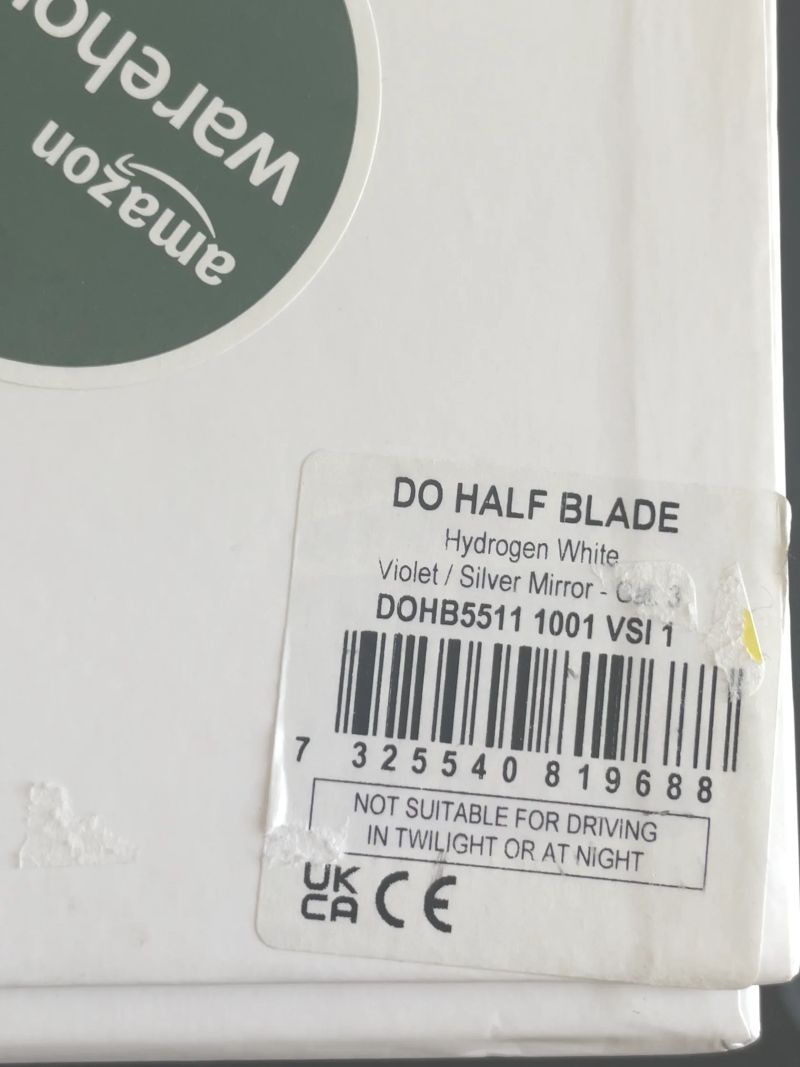 wareho
amazon
DO HALF BLADE
Hydrogen White
Violet / Silver Mirror - Cat. 3
DOHB5511 1001 VSI 1
7 325540 819688
NOT SUITABLE FOR DRIVING
IN TWILIGHT OR AT NIGHT
UK
CA CE